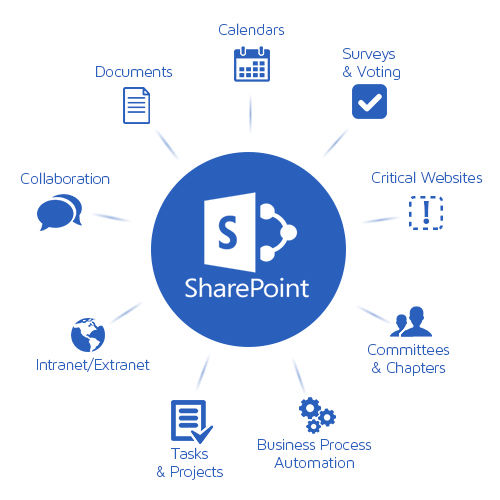 Calendars
Surveys
& Voting
Documents
Collaboration
Critical Websites
S
SharePoint
Intranet/Extranet
Committees
& Chapters
Tasks
& Projects
Business Process
Automation